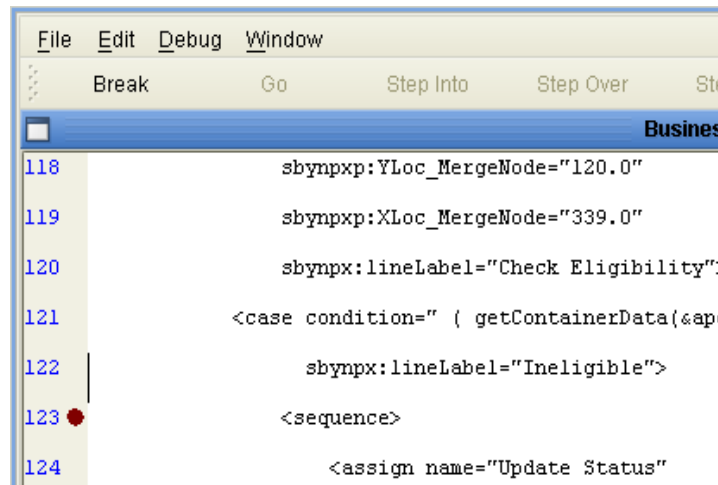 File Edit Debug Window
Break Go Step Into Step Over
118 sbynpxp:YLoc_MergeNode="120.0"
119 sbynpxp:XLoc_MergeNode="339.0"
120 sbynpx:lineLabel="Check Eligibility"
121 <case condition=" ( getContainerData(&ap
122 sbynpx:lineLabel="Ineligible">
123 <sequence>
124 <assign name="Update Status"